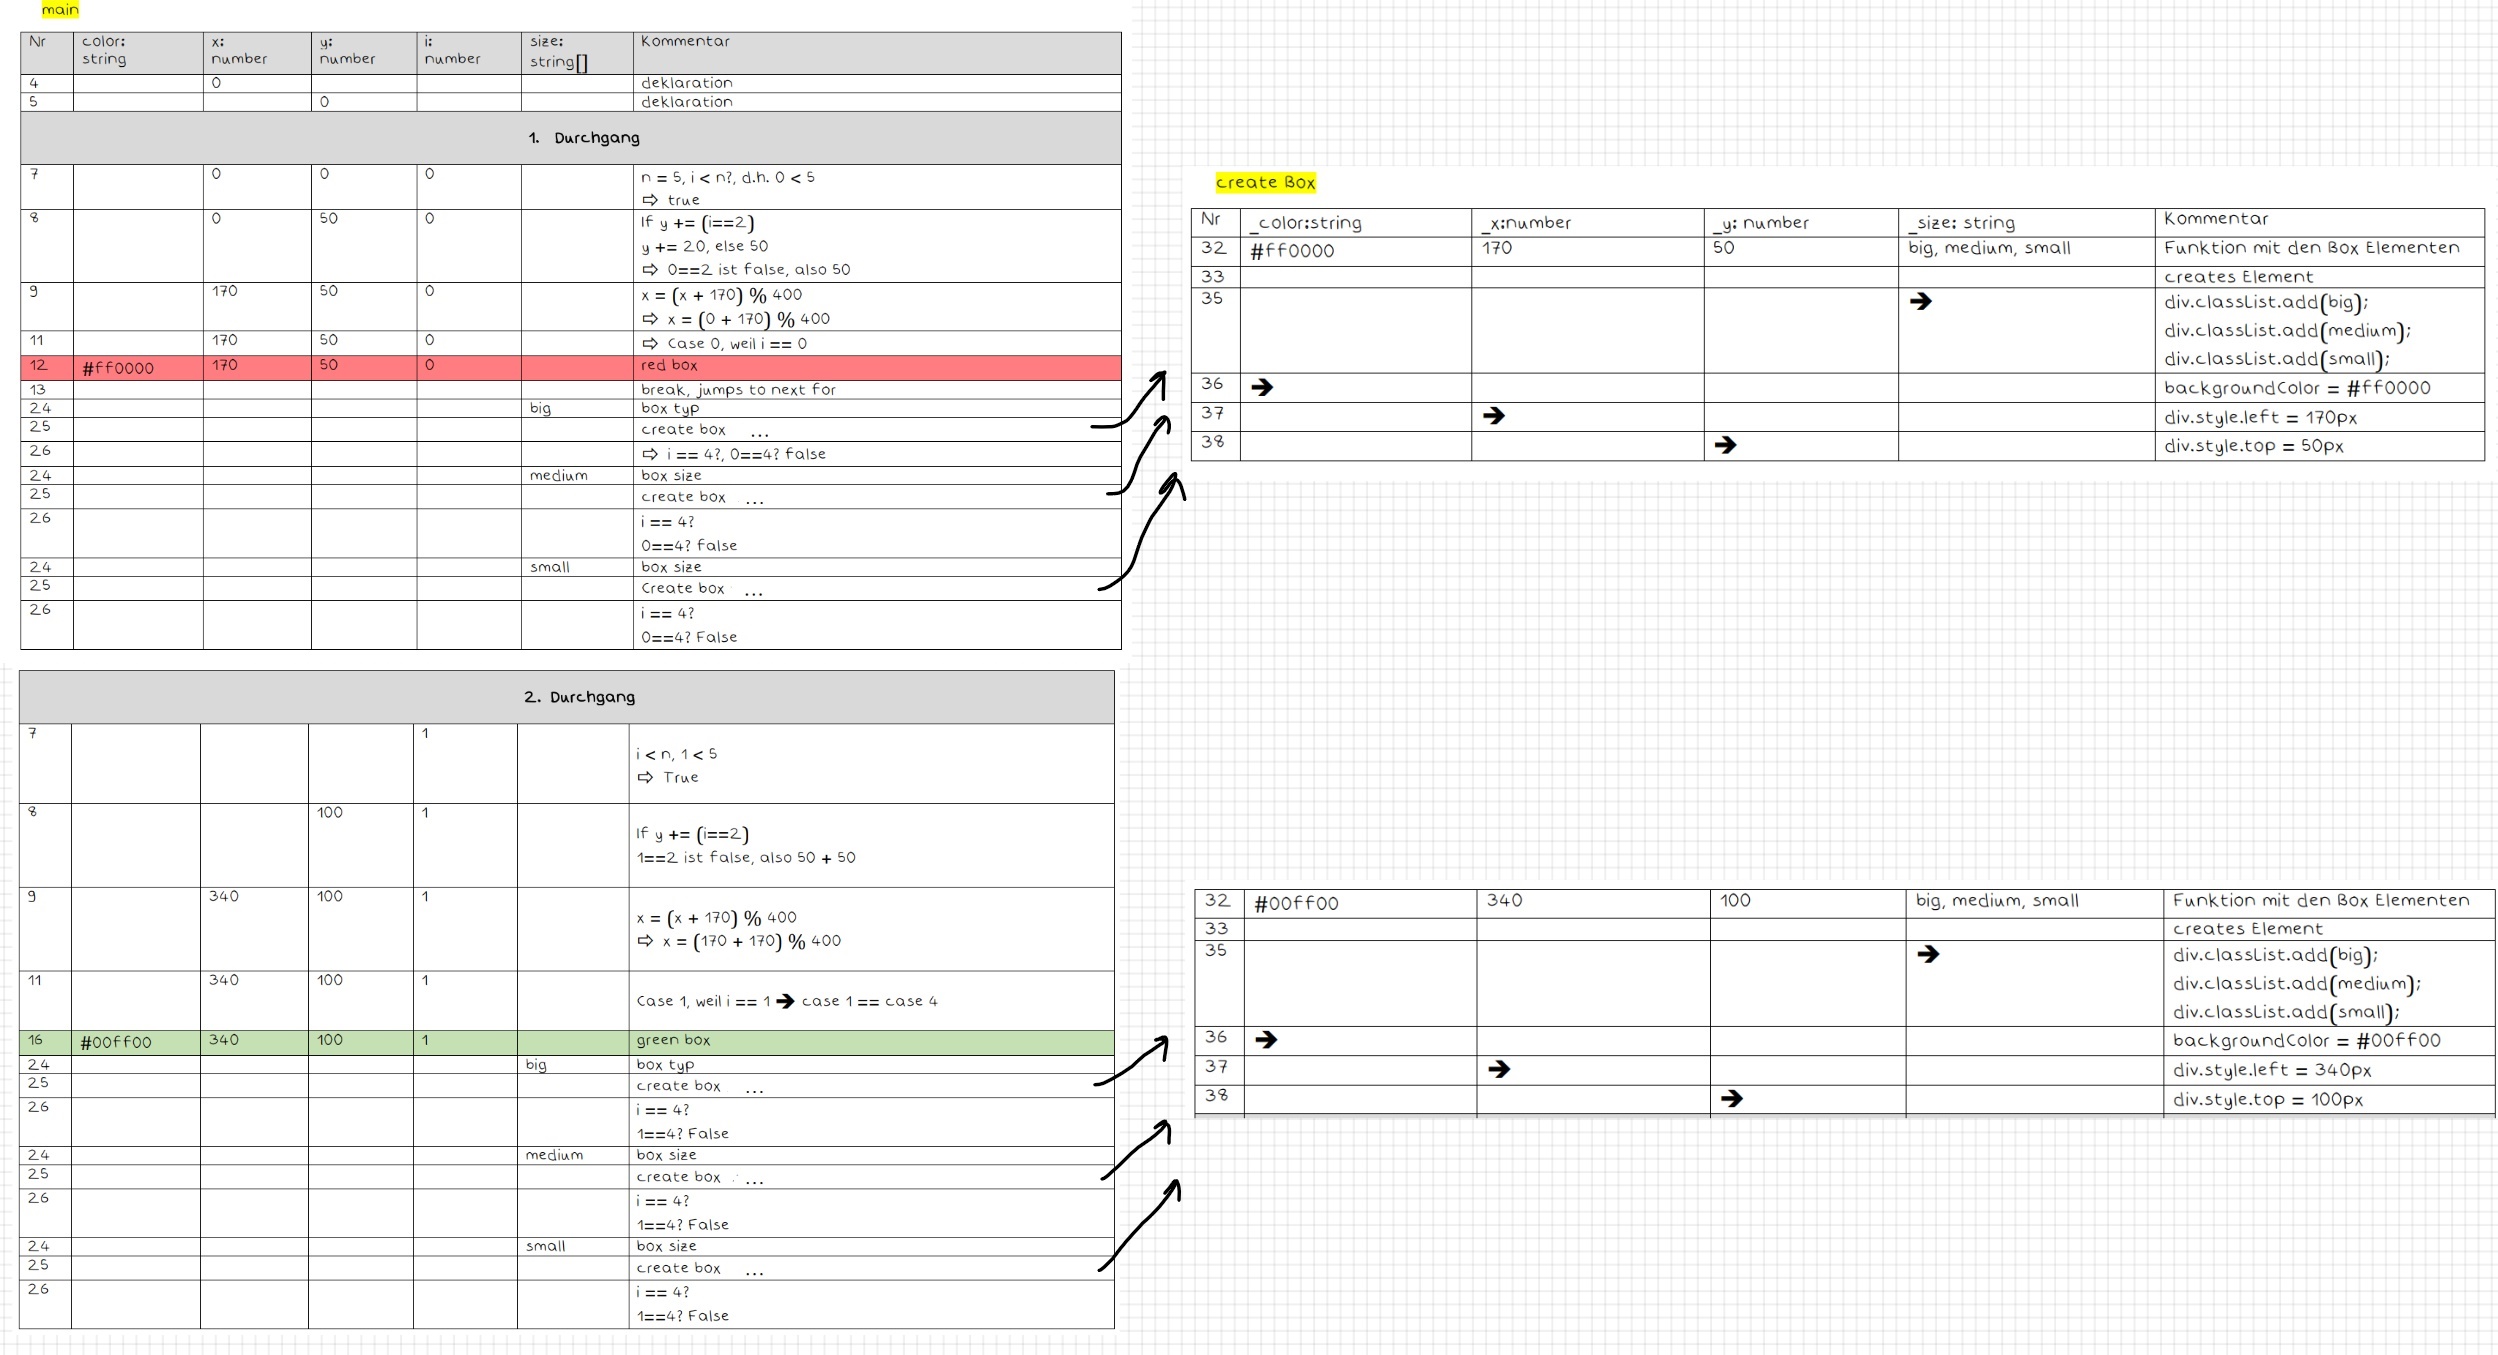 main
Nr color: x: y: i: size: Kommentar
string number number number string[]
4 0 deklaration
5 0 deklaration
1. Durchgang
7 0 0 0 n = 5, i < n?, d.h. 0 < 5
⇨ true
8 0 50 0 If y += (i==2)
y += 20, else 50
⇨ 0==2 ist false, also 50
9 170 50 0 x = (x + 170) % 400
⇨ x = (0 + 170) % 400
11 170 50 0 ⇨ Case 0, weil i == 0
12 #ff0000 170 50 0 red box
13 break, jumps to next for
24 big box typ
25 create box ...
26 ⇨ i == 4?, 0==4? false
24 medium box size
25 create box ...
26 i == 4?
0==4? false
24 small box size
25 Create box ...
26 i == 4?
0==4? False
create Box
Nr _color:string _x:number _y: number _size: string Kommentar
32 #ff0000 170 50 big, medium, small Funktion mit den Box Elementen
33 creates Element
35 ➔ div.classList.add(big);
div.classList.add(medium);
div.classList.add(small);
36 ➔ backgroundColor = #ff0000
37 ➔ div.style.left = 170px
38 ➔ div.style.top = 50px
2. Durchgang
7 1
i < n, 1 < 5
⇨ True
8 100 1
If y += (i==2)
1==2 ist false, also 50 + 50
9 340 100 1
x = (x + 170) % 400
⇨ x = (170 + 170) % 400
11 340 100 1
Case 1, weil i == 1 ➔ case 1 == case 4
16 #00ff00 340 100 1 green box
24 big box typ
25 create box ...
26 i == 4?
1==4? False
24 medium box size
25 create box ...
26 i == 4?
1==4? False
24 small box size
25 create box ...
26 i == 4?
1==4? False
32 #00ff00 340 100 big, medium, small Funktion mit den Box Elementen
33 creates Element
35 ➔ div.classList.add(big);
div.classList.add(medium);
div.classList.add(small);
36 ➔ backgroundColor = #00ff00
37 ➔ div.style.left = 340px
38 ➔ div.style.top = 100px